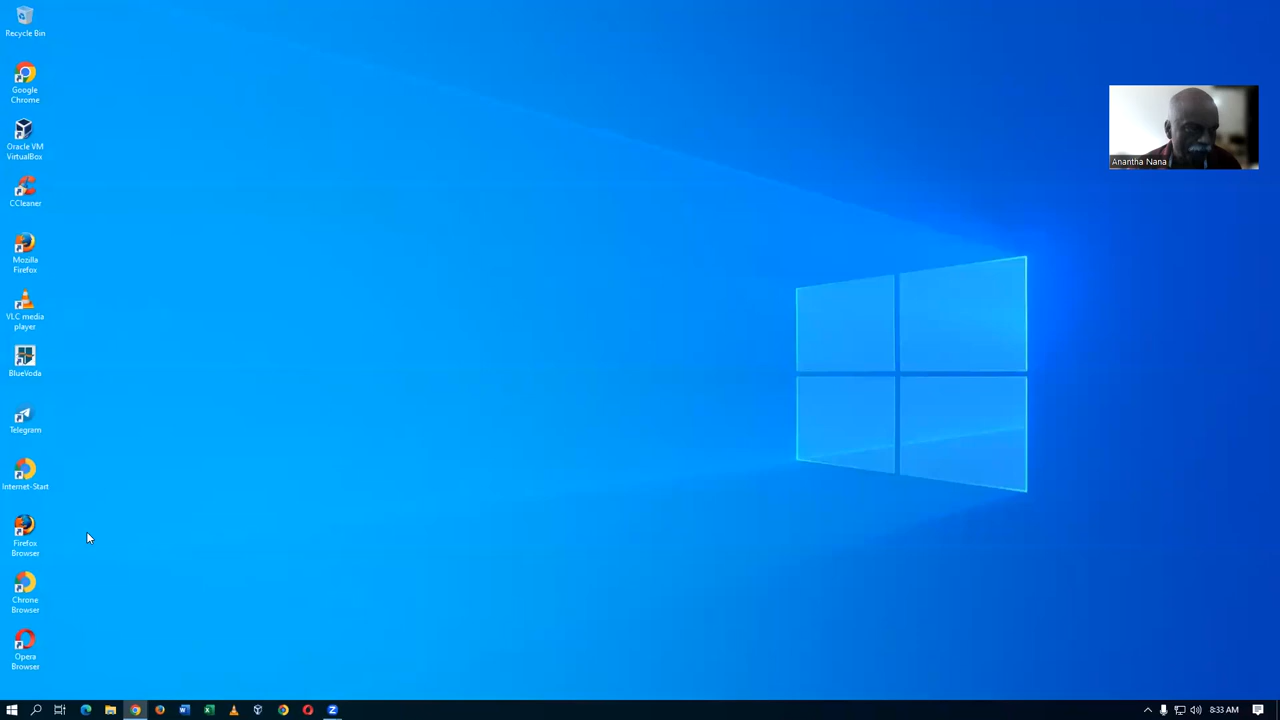 Recycle Bin
Google
Chrome
Oracle VM
VirtualBox
CCleaner
Mozilla
Firefox
VLC media
player
BlueVoda
Telegram
Internet-Start
Firefox
Browser
Chrone
Browser
Opera
Browser
Anantha Nana
8:33 AM